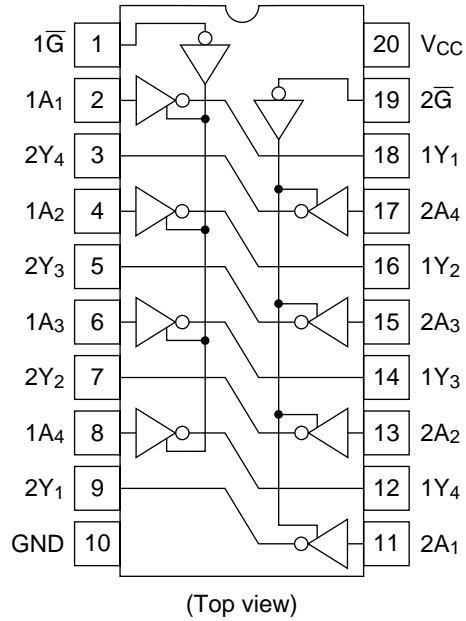 1G̅ 1 20 VCC
1A1 2 19 2G̅
2Y4 3 18 1Y1
1A2 4 17 2A4
2Y3 5 16 1Y2
1A3 6 15 2A3
2Y2 7 14 1Y3
1A4 8 13 2A2
2Y1 9 12 1Y4
GND 10 11 2A1
(Top view)